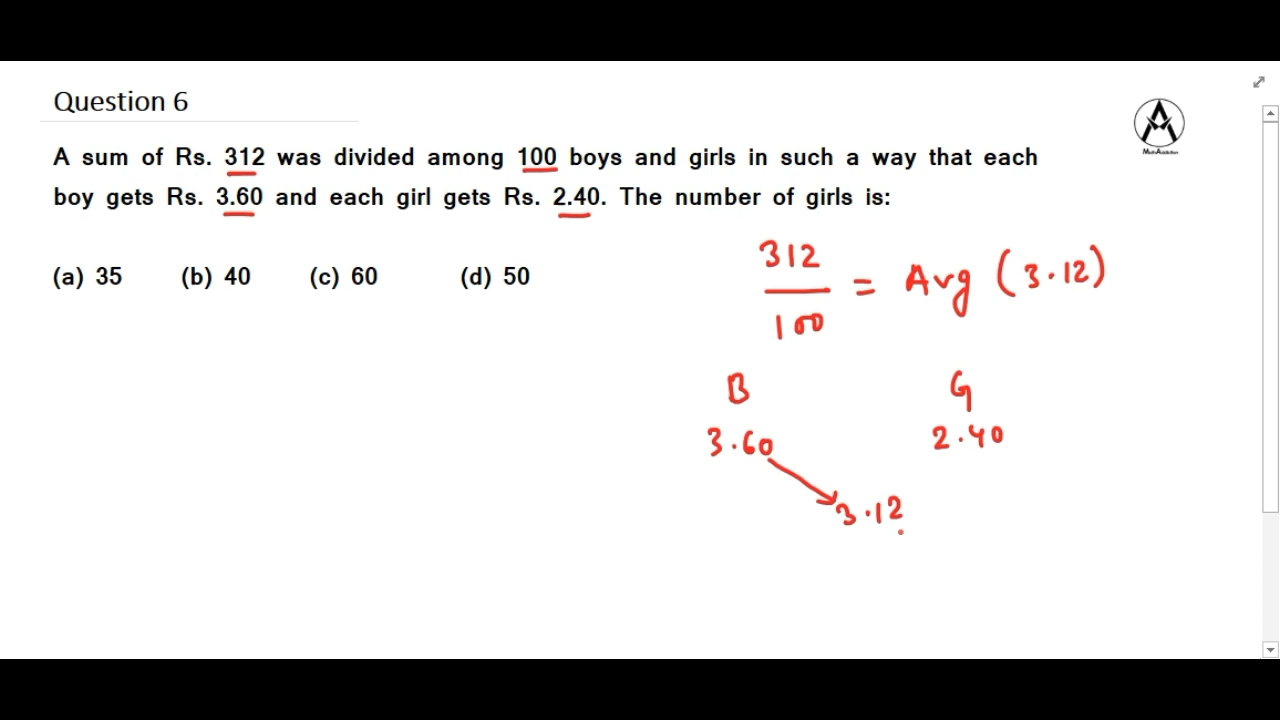 Question 6
A sum of Rs. 312 was divided among 100 boys and girls in such a way that each
boy gets Rs. 3.60 and each girl gets Rs. 2.40. The number of girls is:
(a) 35 (b) 40 (c) 60 (d) 50
312
100
= Avg (3.12)
B G
3.60 2.40
3.12
MathAddiction